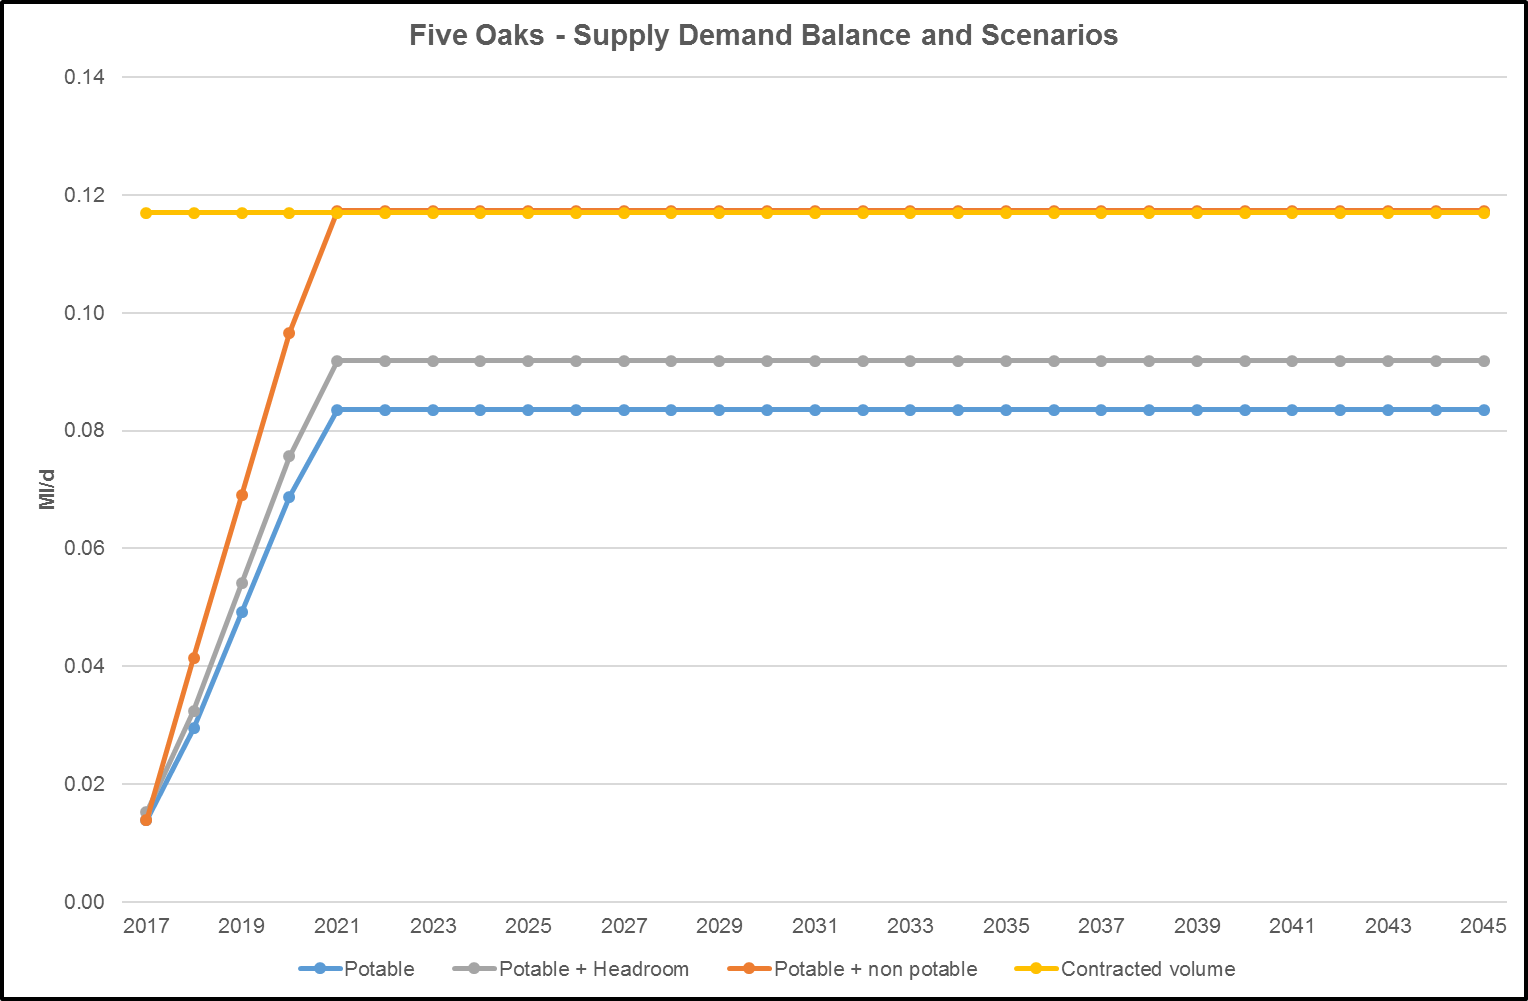 Five Oaks - Supply Demand Balance and Scenarios
0.14
0.12
0.10
0.08
0.06
0.04
0.02
0.00
Ml/d
2017 2019 2021 2023 2025 2027 2029 2031 2033 2035 2037 2039 2041 2043 2045
Potable Potable + Headroom Potable + non potable Contracted volume